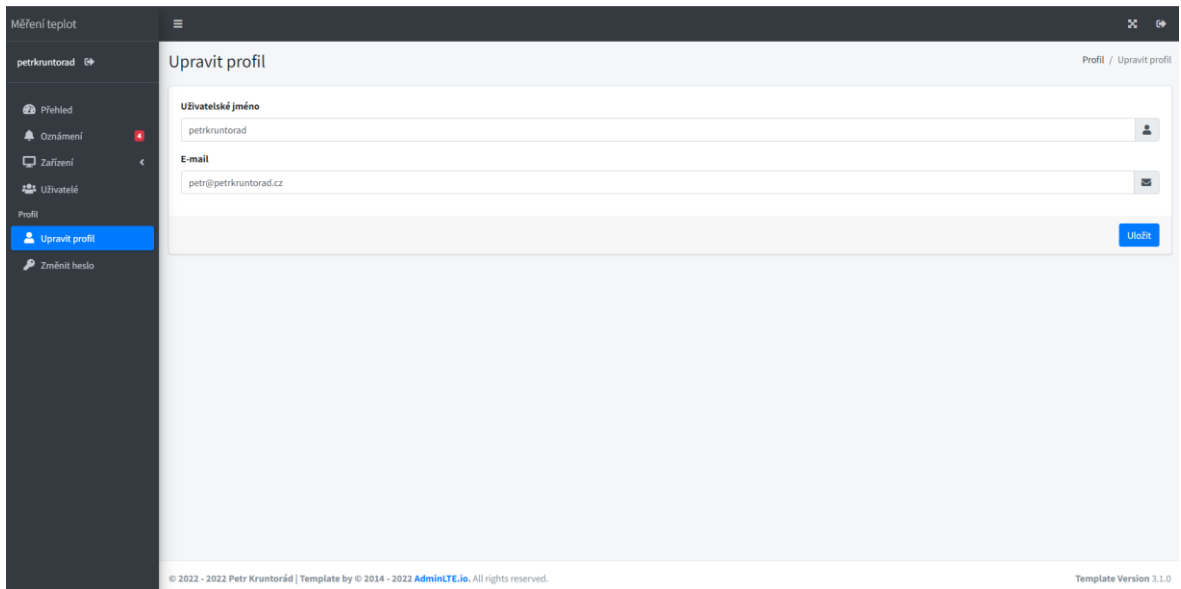 Měření teplot
petrkruntorad
Přehled
Oznámení 4
Zařízení
Uživatelé
Profil
Upravit profil
Změnit heslo
Upravit profil
Profil / Upravit profil
Uživatelské jméno
petrkruntorad
E-mail
petr@petrkruntorad.cz
Uložit
© 2022 - 2022 Petr Kruntorád | Template by © 2014 - 2022 AdminLTE.io. All rights reserved.
Template Version 3.1.0